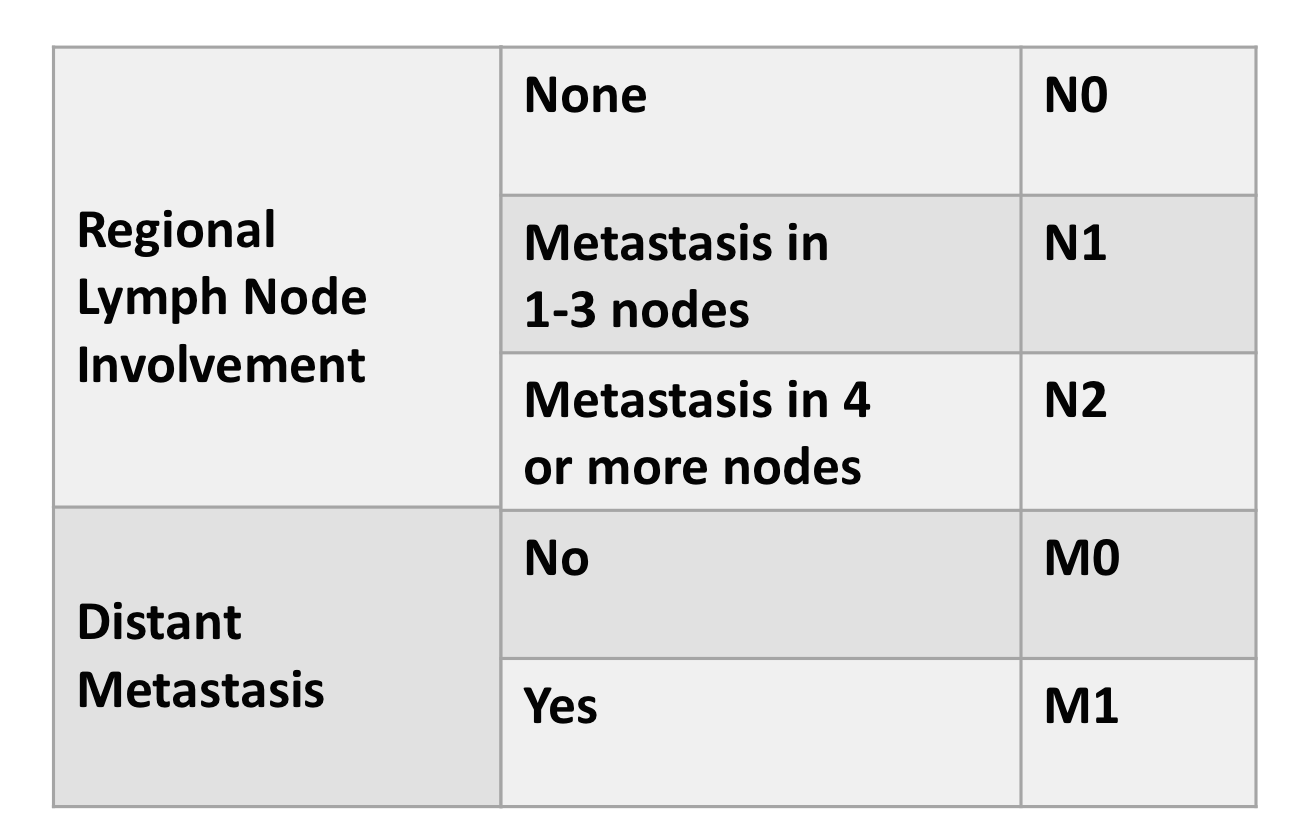 Regional
Lymph Node
Involvement
None
N0
Metastasis in
1-3 nodes
N1
Metastasis in 4
or more nodes
N2
Distant
Metastasis
No
M0
Yes
M1